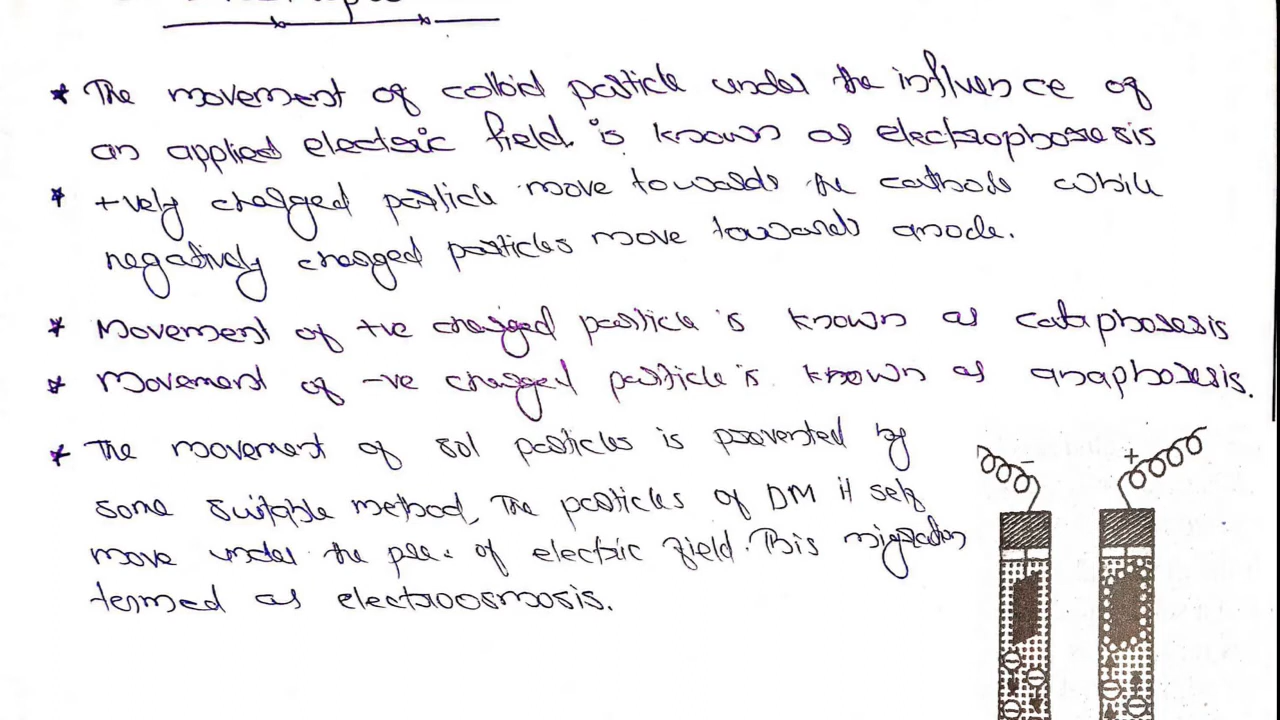 * The movement of colloid particle under the influence of
an applied electric field. is known as electrophoresis
* +vely charged particle move towards the cathode while
negatively charged particles move towards anode.
* Movement of +ve charged particle is known as cataphoresis
* Movement of -ve charged particle is known as anaphoresis.
* The movement of sol particles is prevented by
some suitable method, The particles of DM it self
move under the of electric field. This migration
termed as electroosmosis.
- +